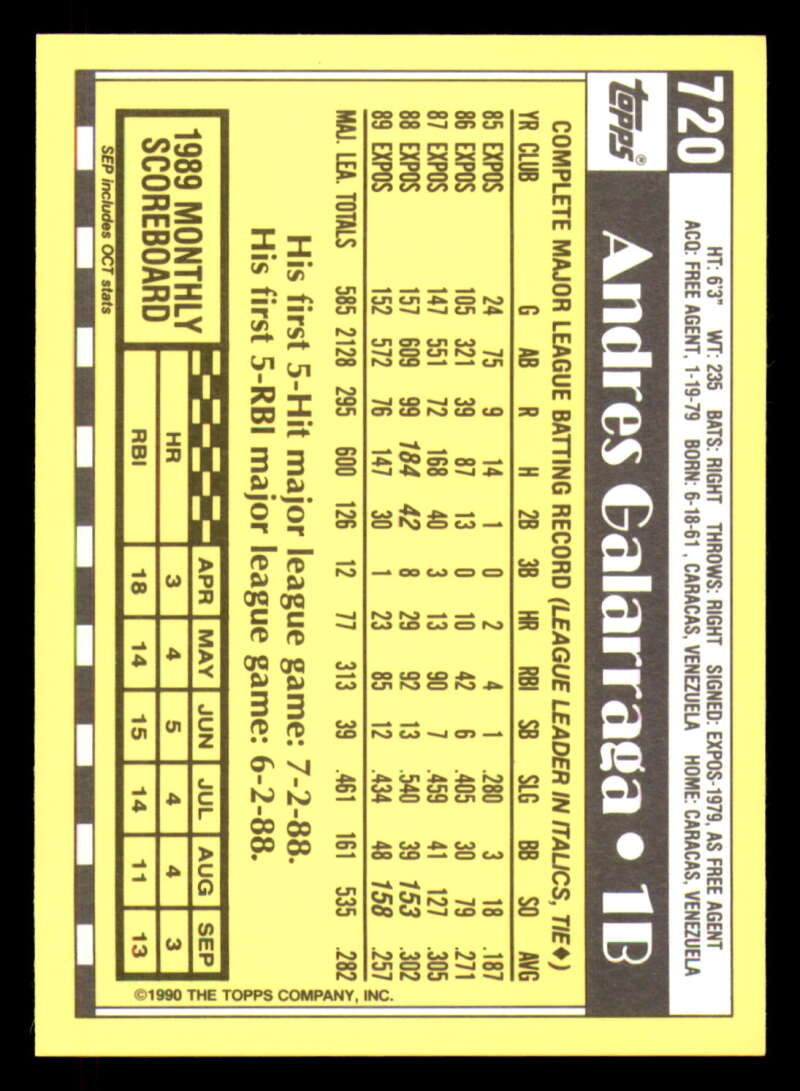 720
HT: 6'3" WT: 235 BATS: RIGHT THROWS: RIGHT SIGNED: EXPOS-1979, AS FREE AGENT
ACQ: FREE AGENT, 1-19-79 BORN: 6-18-61, CARACAS, VENEZUELA HOME: CARACAS, VENEZUELA
topps® Andres Galarraga • 1B
COMPLETE MAJOR LEAGUE BATTING RECORD (LEAGUE LEADER IN ITALICS, TIE♦)
YR CLUB G AB R H 2B 3B HR RBI SB SLG BB SO AVG
85 EXPOS 24 75 9 14 1 0 2 4 1 .280 3 18 .187
86 EXPOS 105 321 39 87 13 0 10 42 6 .405 30 79 .271
87 EXPOS 147 551 72 168 40 3 13 90 7 .459 41 127 .305
88 EXPOS 157 609 99 184 42 8 29 92 13 .540 39 153 .302
89 EXPOS 152 572 76 147 30 1 23 85 12 .434 48 158 .257
MAJ. LEA. TOTALS 585 2128 295 600 126 12 77 313 39 .461 161 535 .282
His first 5-Hit major league game: 7-2-88.
His first 5-RBI major league game: 6-2-88.
1989 MONTHLY
SCOREBOARD
APR MAY JUN JUL AUG SEP
HR 3 4 5 4 4 3
RBI 18 14 15 14 11 13
SEP includes OCT stats
©1990 THE TOPPS COMPANY, INC.